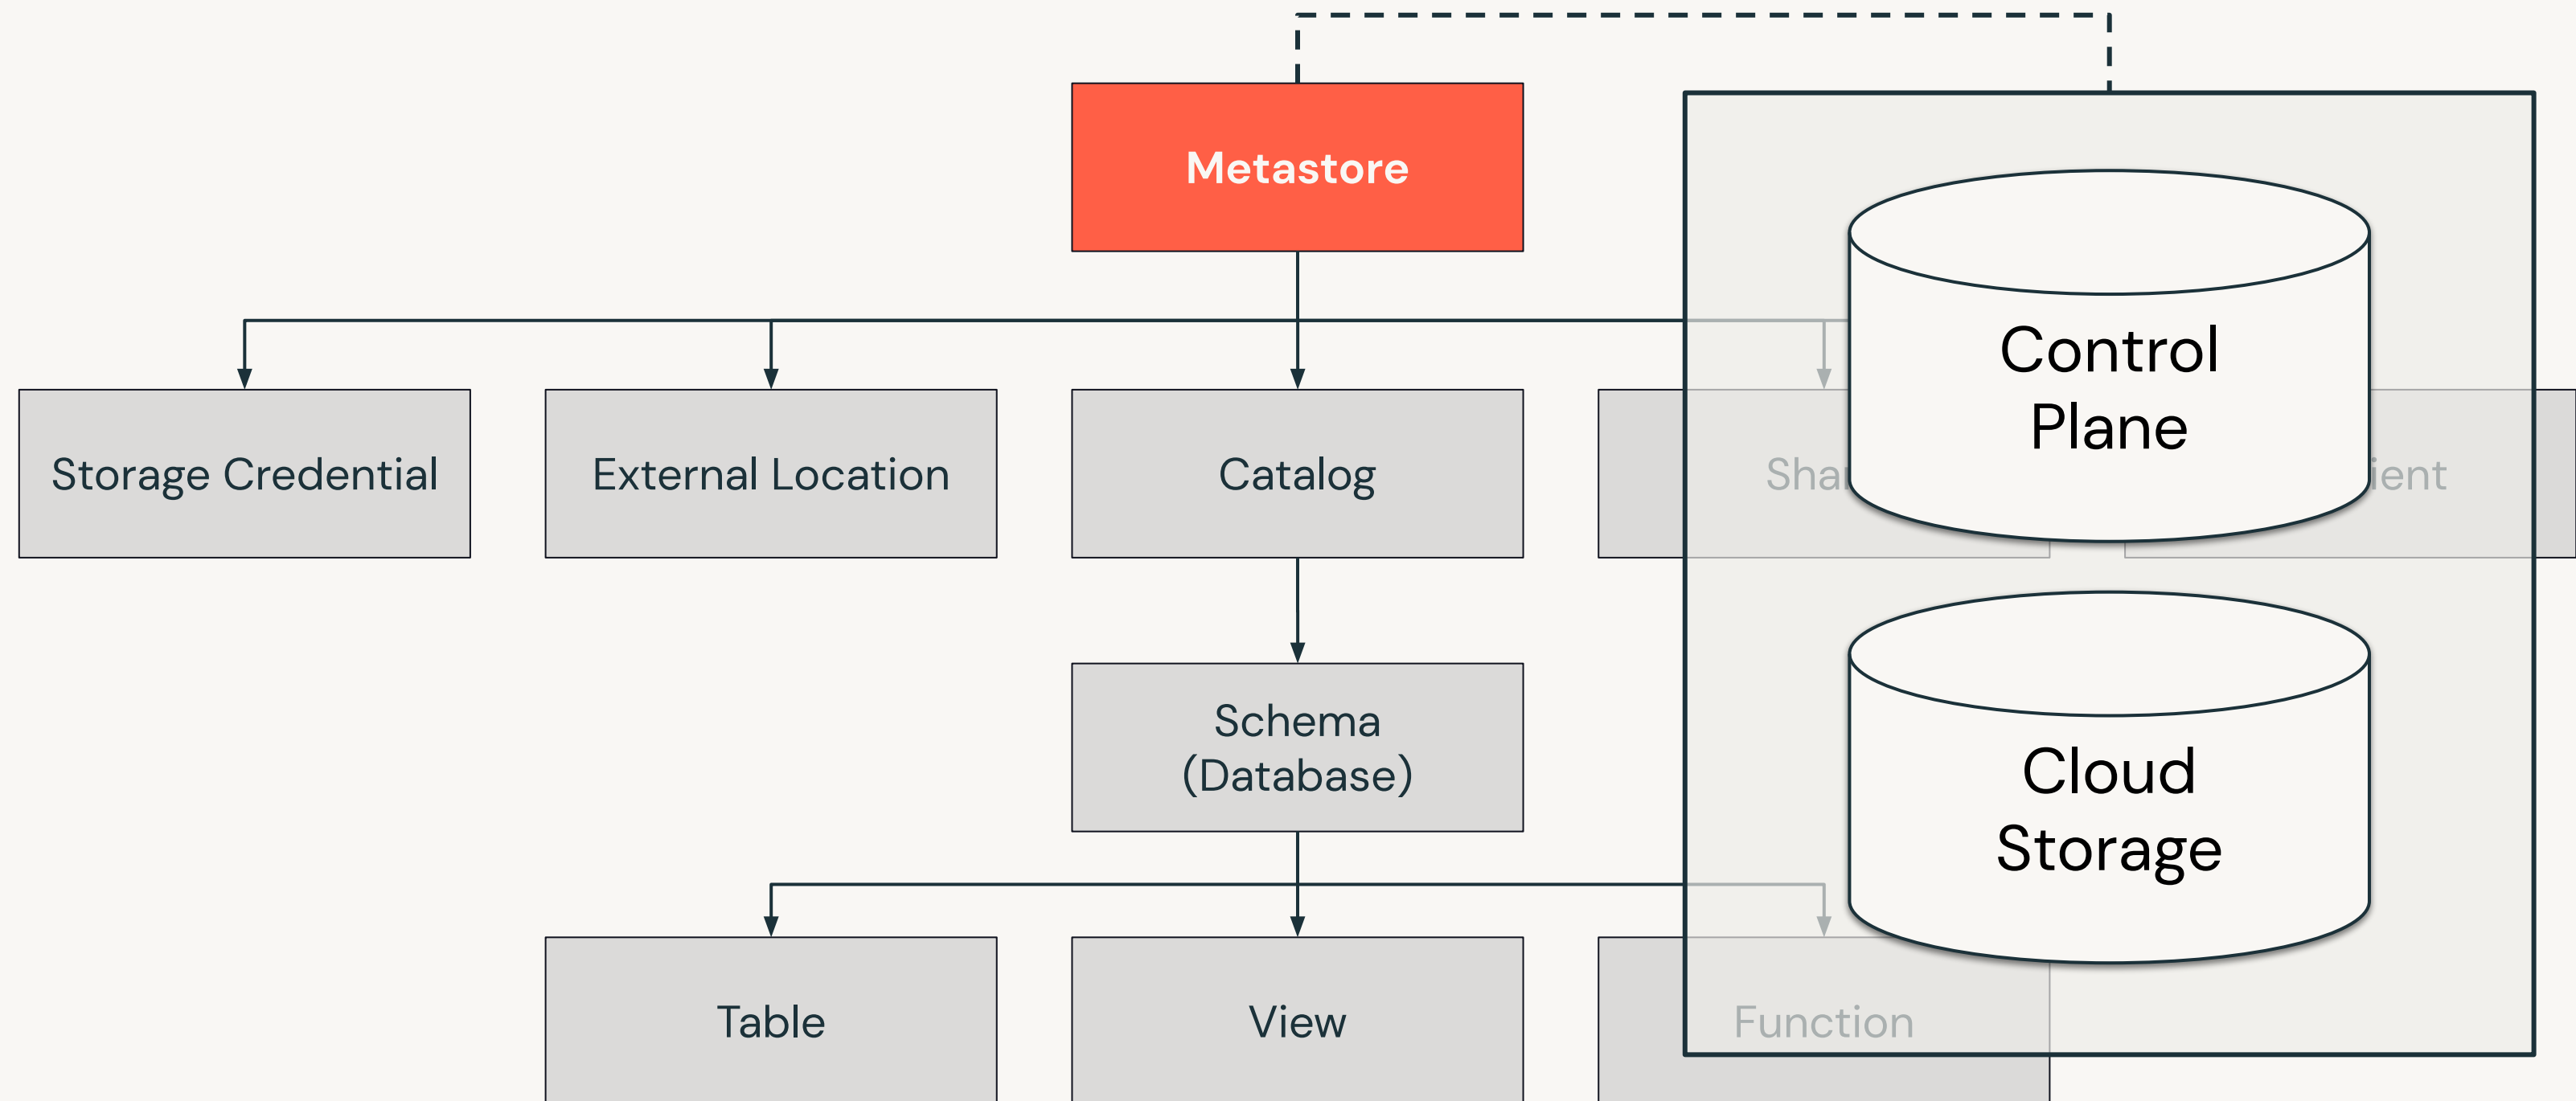 Metastore
Control
Plane
Storage Credential
External Location
Catalog
Schema
(Database)
Cloud
Storage
Table
View
Function